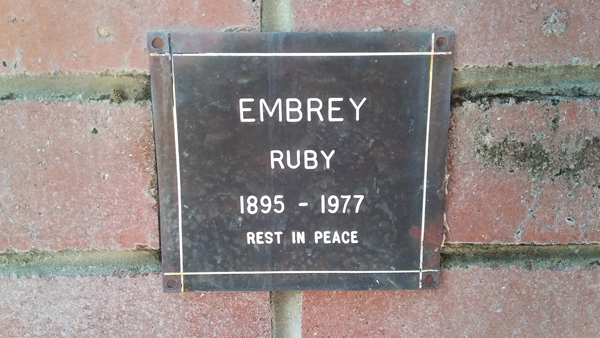 EMBREY
RUBY
1895 - 1977
REST IN PEACE